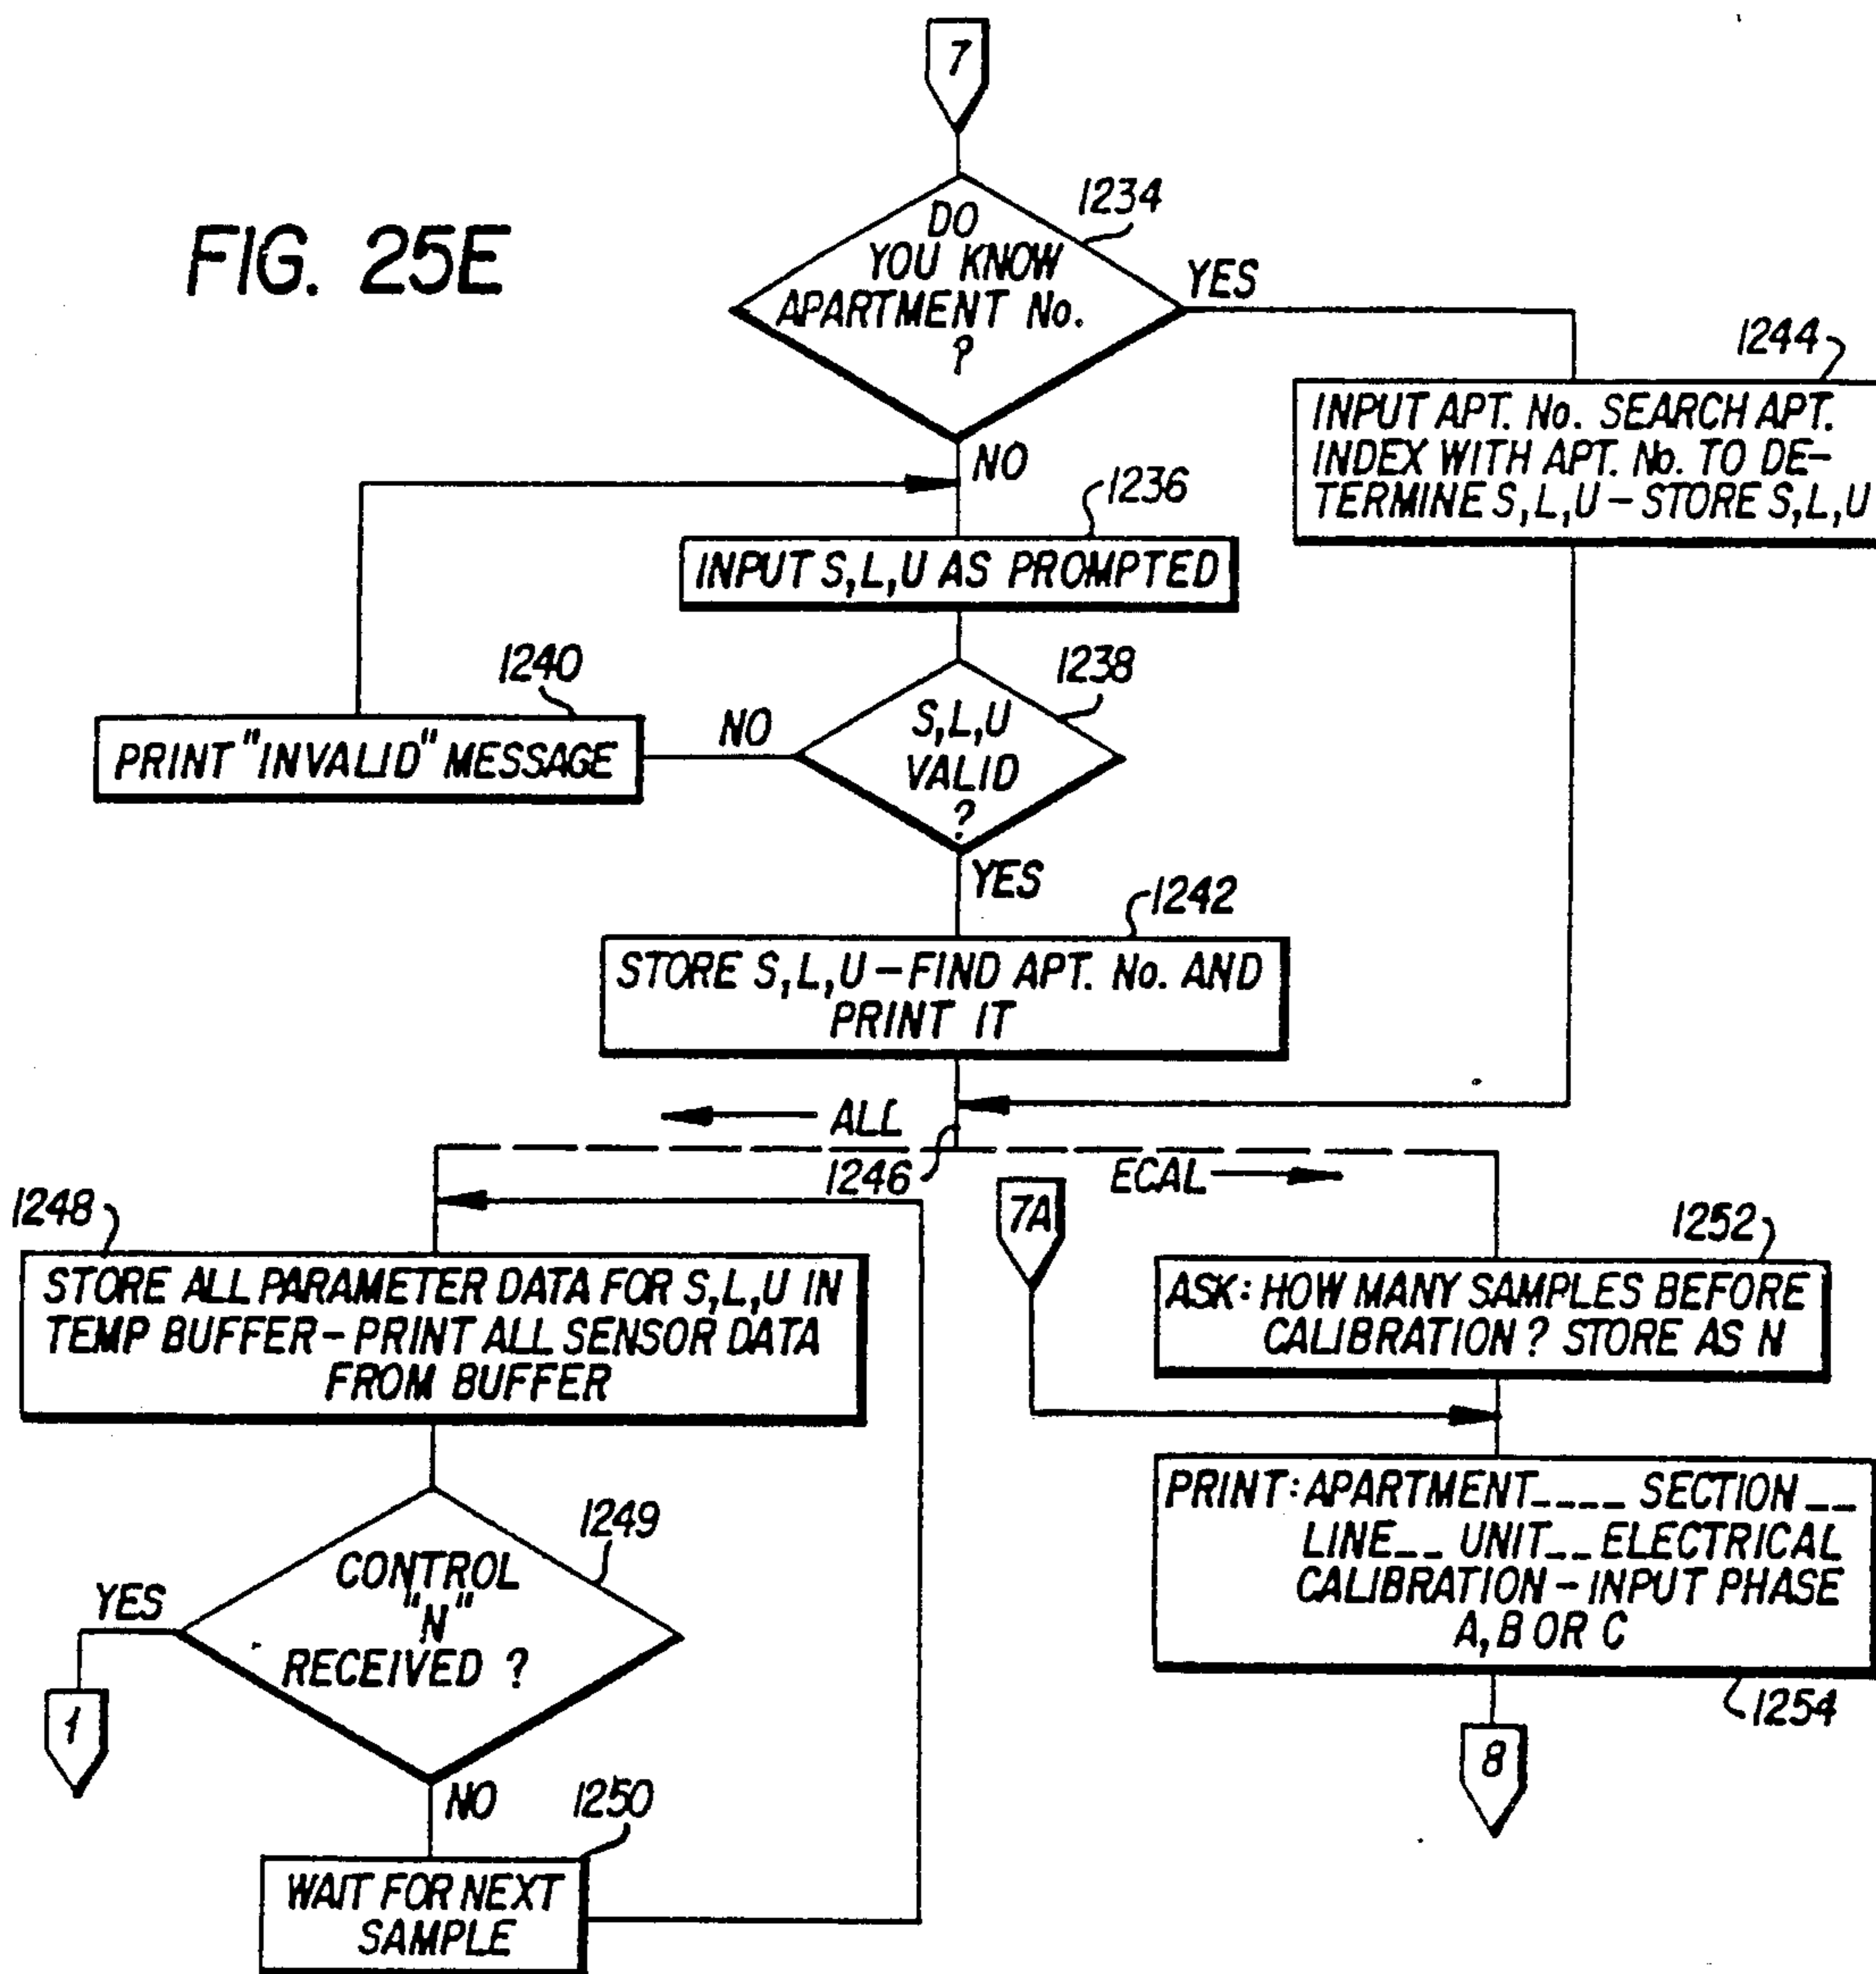 7
FIG. 25E
1234
DO
YOU KNOW
APARTMENT No.
?
YES
NO
1244
INPUT APT. No. SEARCH APT.
INDEX WITH APT. No. TO DE-
TERMINE S,L,U – STORE S,L,U
1236
INPUT S,L,U AS PROMPTED
1240
PRINT "INVALID" MESSAGE
NO
1238
S,L,U
VALID
?
YES
1242
STORE S,L,U – FIND APT. No. AND
PRINT IT
ALL
1246
ECAL
7A
1248
STORE ALL PARAMETER DATA FOR S,L,U IN
TEMP BUFFER – PRINT ALL SENSOR DATA
FROM BUFFER
1252
ASK: HOW MANY SAMPLES BEFORE
CALIBRATION ? STORE AS N
1249
CONTROL
"N"
RECEIVED ?
YES
1
NO
1250
WAIT FOR NEXT
SAMPLE
PRINT: APARTMENT____ SECTION__
LINE__ UNIT__ ELECTRICAL
CALIBRATION – INPUT PHASE
A, B OR C
1254
8